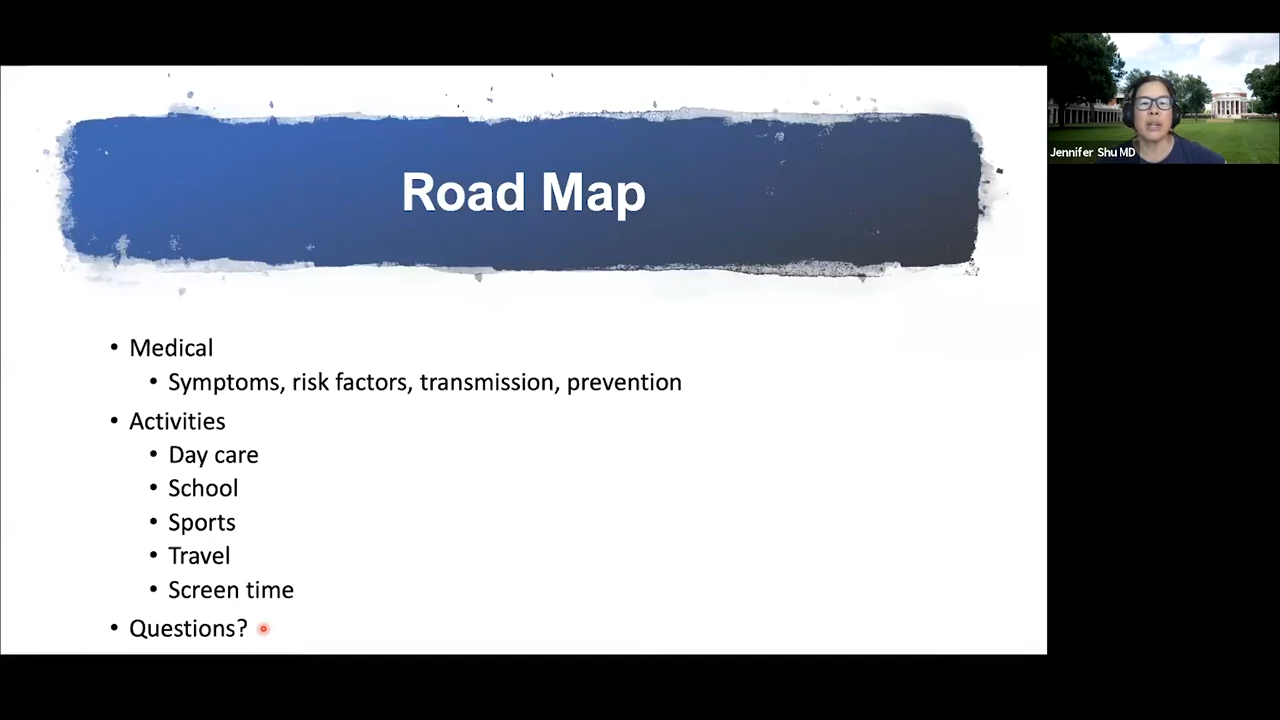 Road Map
Jennifer Shu MD
• Medical
• Symptoms, risk factors, transmission, prevention
• Activities
• Day care
• School
• Sports
• Travel
• Screen time
• Questions?